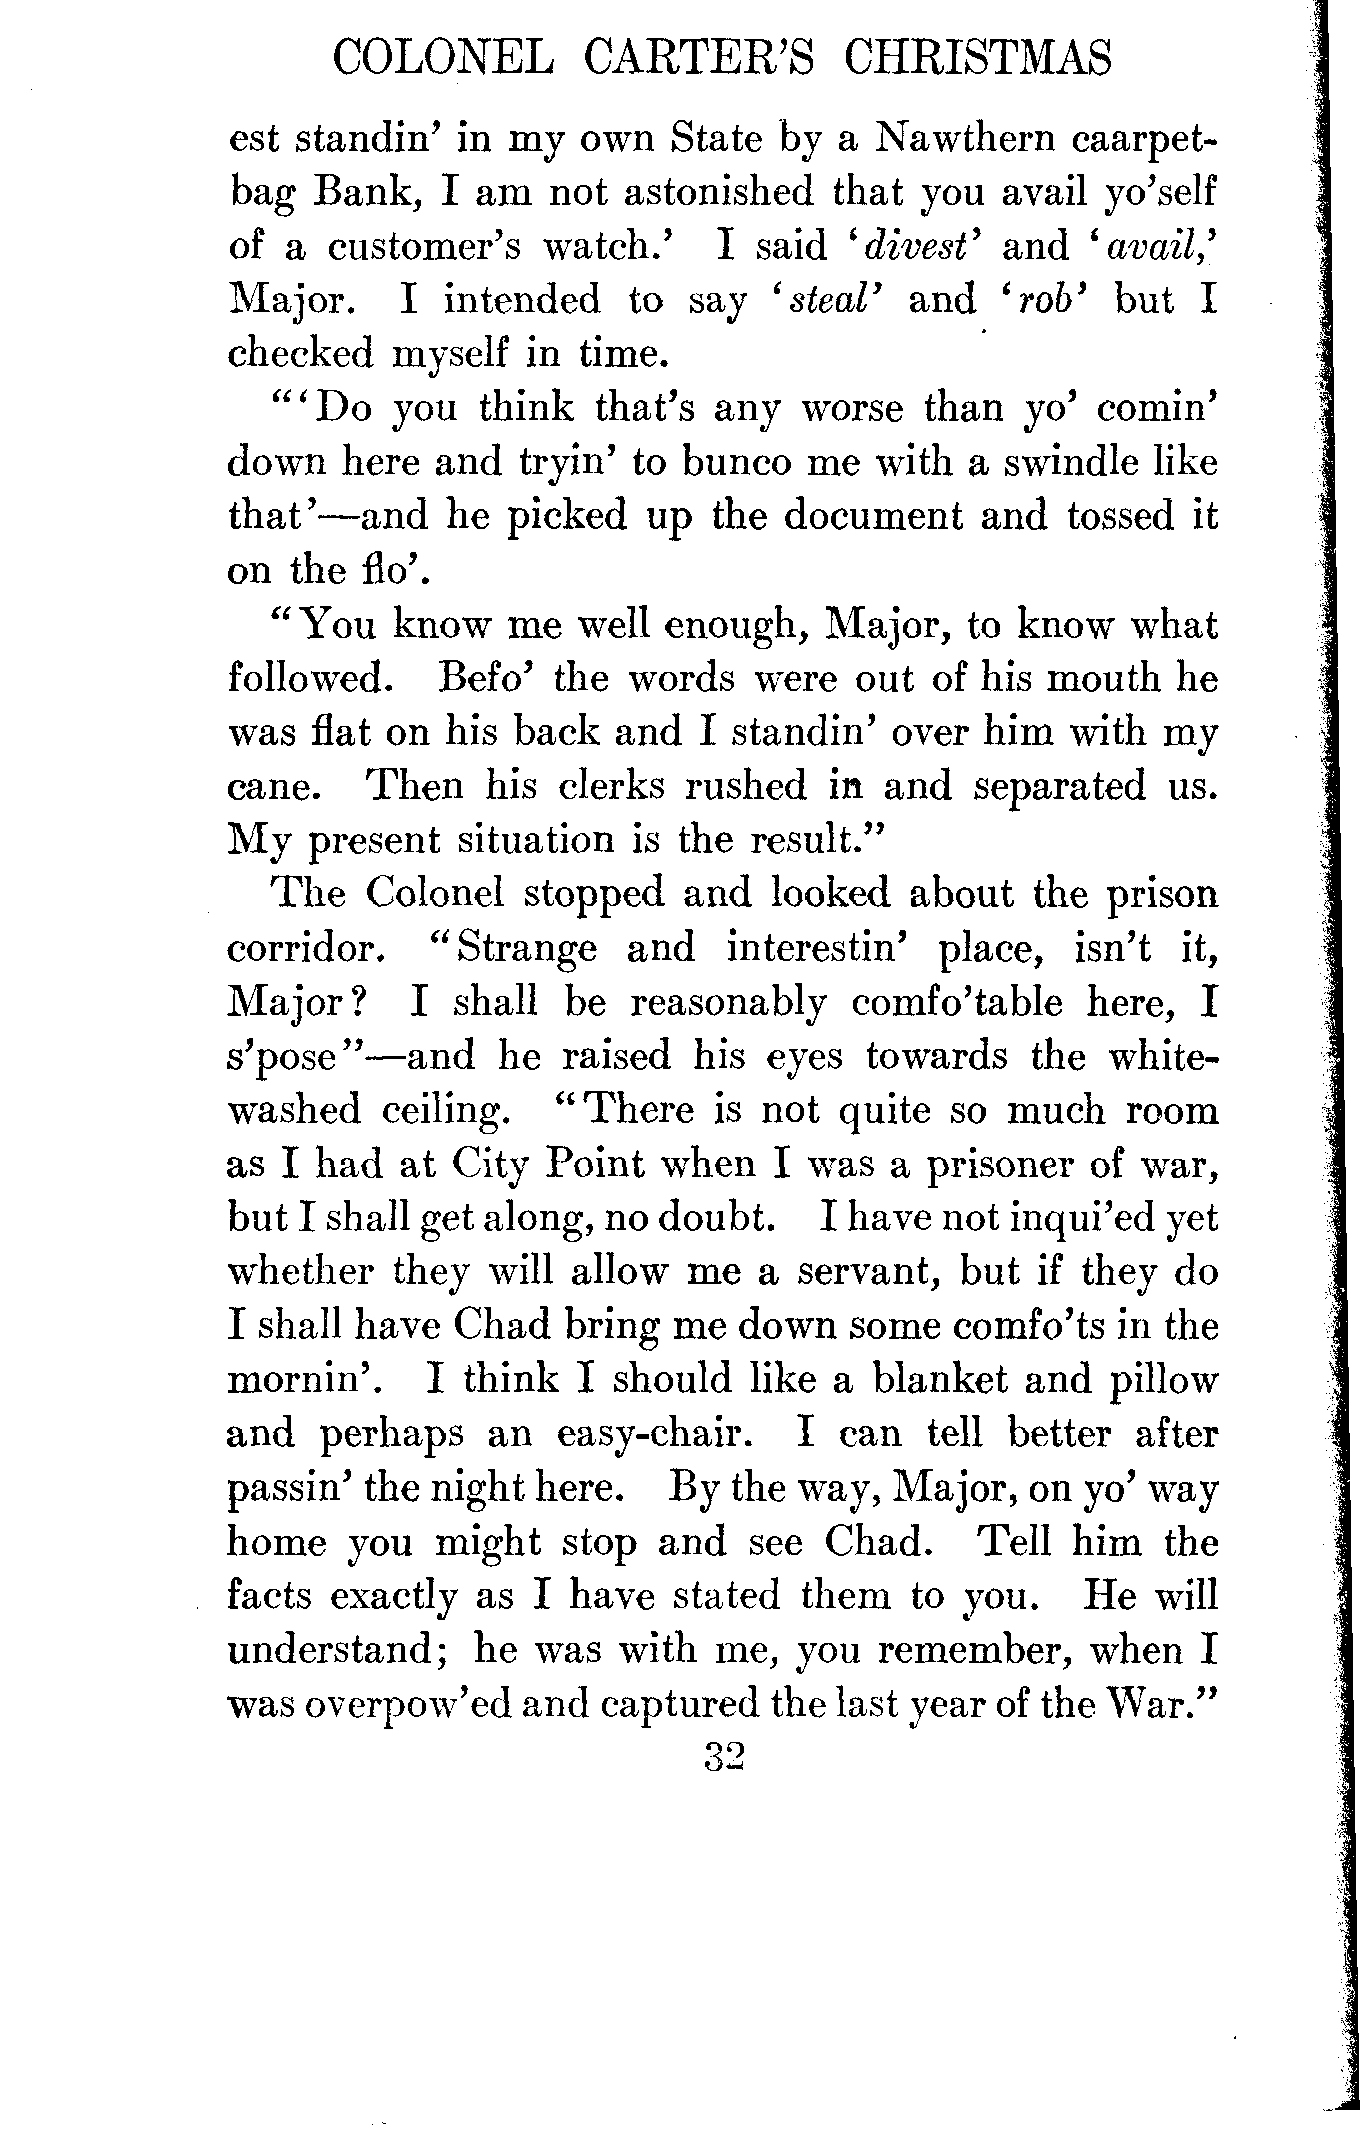 COLONEL CARTER'S CHRISTMAS
est standin' in my own State by a Nawthern caarpet-
bag Bank, I am not astonished that you avail yo'self
of a customer's watch.' I said 'divest' and 'avail,'
Major. I intended to say 'steal' and 'rob' but I
checked myself in time.
"'Do you think that's any worse than yo' comin'
down here and tryin' to bunco me with a swindle like
that'—and he picked up the document and tossed it
on the flo'.
"You know me well enough, Major, to know what
followed. Befo' the words were out of his mouth he
was flat on his back and I standin' over him with my
cane. Then his clerks rushed in and separated us.
My present situation is the result."
The Colonel stopped and looked about the prison
corridor. "Strange and interestin' place, isn't it,
Major? I shall be reasonably comfo'table here, I
s'pose"—and he raised his eyes towards the white-
washed ceiling. "There is not quite so much room
as I had at City Point when I was a prisoner of war,
but I shall get along, no doubt. I have not inqui'ed yet
whether they will allow me a servant, but if they do
I shall have Chad bring me down some comfo'ts in the
mornin'. I think I should like a blanket and pillow
and perhaps an easy-chair. I can tell better after
passin' the night here. By the way, Major, on yo' way
home you might stop and see Chad. Tell him the
facts exactly as I have stated them to you. He will
understand; he was with me, you remember, when I
was overpow'ed and captured the last year of the War."
32